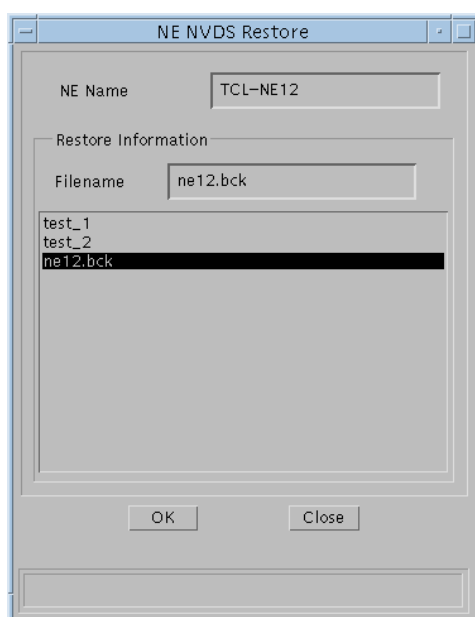 NE NVDS Restore
NE Name
TCL-NE12
Restore Information
Filename
ne12.bck
test_1
test_2
ne12.bck
OK
Close